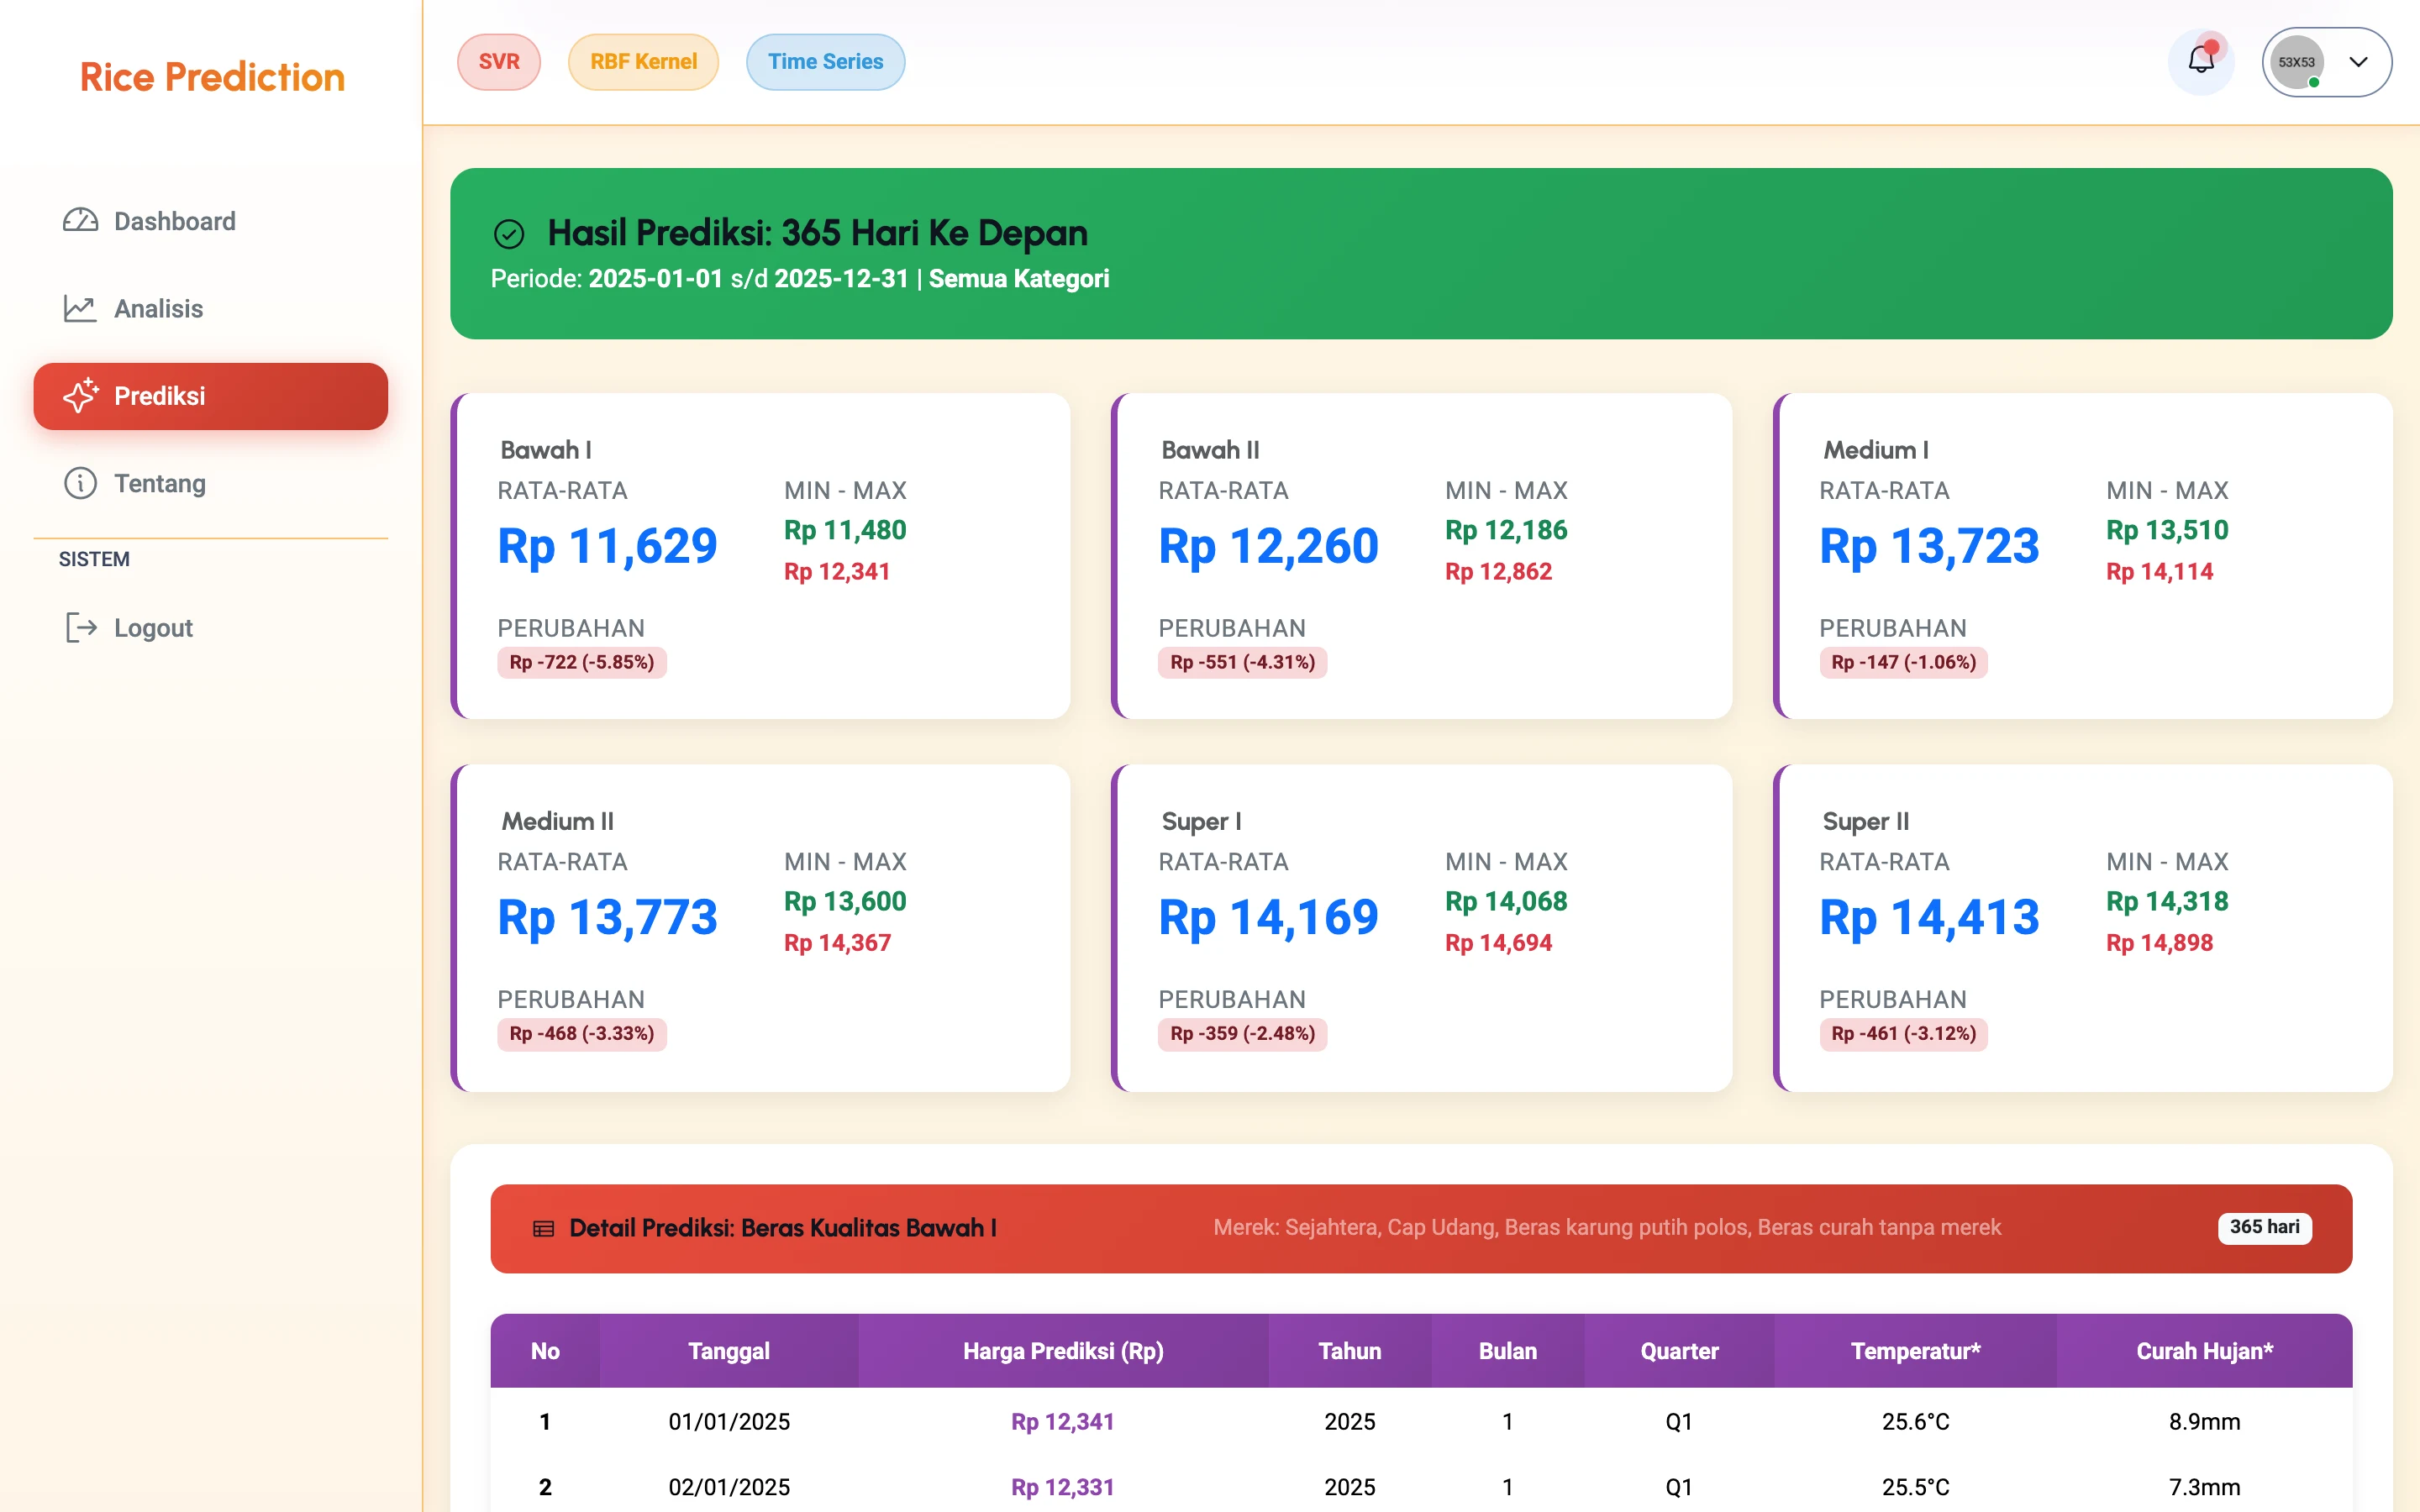 Rice Prediction
SVR
RBF Kernel
Time Series
53X53
Dashboard
Analisis
Prediksi
Tentang
SISTEM
Logout
Hasil Prediksi: 365 Hari Ke Depan
Periode: 2025-01-01 s/d 2025-12-31 | Semua Kategori
Bawah I
RATA-RATA
MIN - MAX
Rp 11,629
Rp 11,480
Rp 12,341
PERUBAHAN
Rp -722 (-5.85%)
Bawah II
RATA-RATA
MIN - MAX
Rp 12,260
Rp 12,186
Rp 12,862
PERUBAHAN
Rp -551 (-4.31%)
Medium I
RATA-RATA
MIN - MAX
Rp 13,723
Rp 13,510
Rp 14,114
PERUBAHAN
Rp -147 (-1.06%)
Medium II
RATA-RATA
MIN - MAX
Rp 13,773
Rp 13,600
Rp 14,367
PERUBAHAN
Rp -468 (-3.33%)
Super I
RATA-RATA
MIN - MAX
Rp 14,169
Rp 14,068
Rp 14,694
PERUBAHAN
Rp -359 (-2.48%)
Super II
RATA-RATA
MIN - MAX
Rp 14,413
Rp 14,318
Rp 14,898
PERUBAHAN
Rp -461 (-3.12%)
Detail Prediksi: Beras Kualitas Bawah I
Merek: Sejahtera, Cap Udang, Beras karung putih polos, Beras curah tanpa merek
365 hari
No Tanggal Harga Prediksi (Rp) Tahun Bulan Quarter Temperatur* Curah Hujan*
1 01/01/2025 Rp 12,341 2025 1 Q1 25.6°C 8.9mm
2 02/01/2025 Rp 12,331 2025 1 Q1 25.5°C 7.3mm